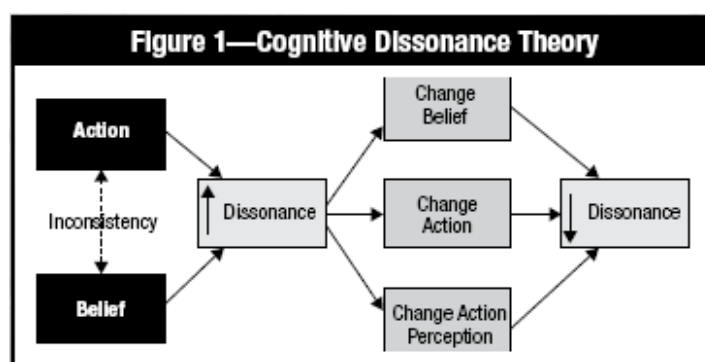 Figure 1—Cognitive Dissonance Theory
Action
Inconsistency
Belief
Dissonance
Change
Belief
Change
Action
Change Action
Perception
Dissonance